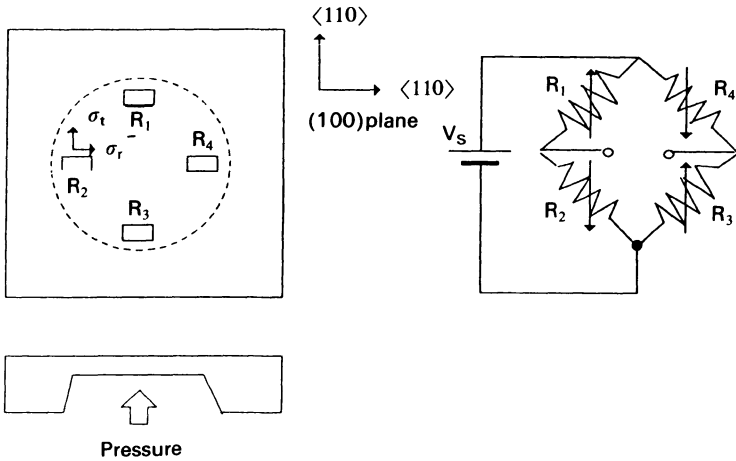 ⟨110⟩
⟨110⟩
(100) plane
R₁
σₜ
σᵣ
R₂
R₄
R₃
Vₛ
R₁
R₄
R₂
R₃
Pressure